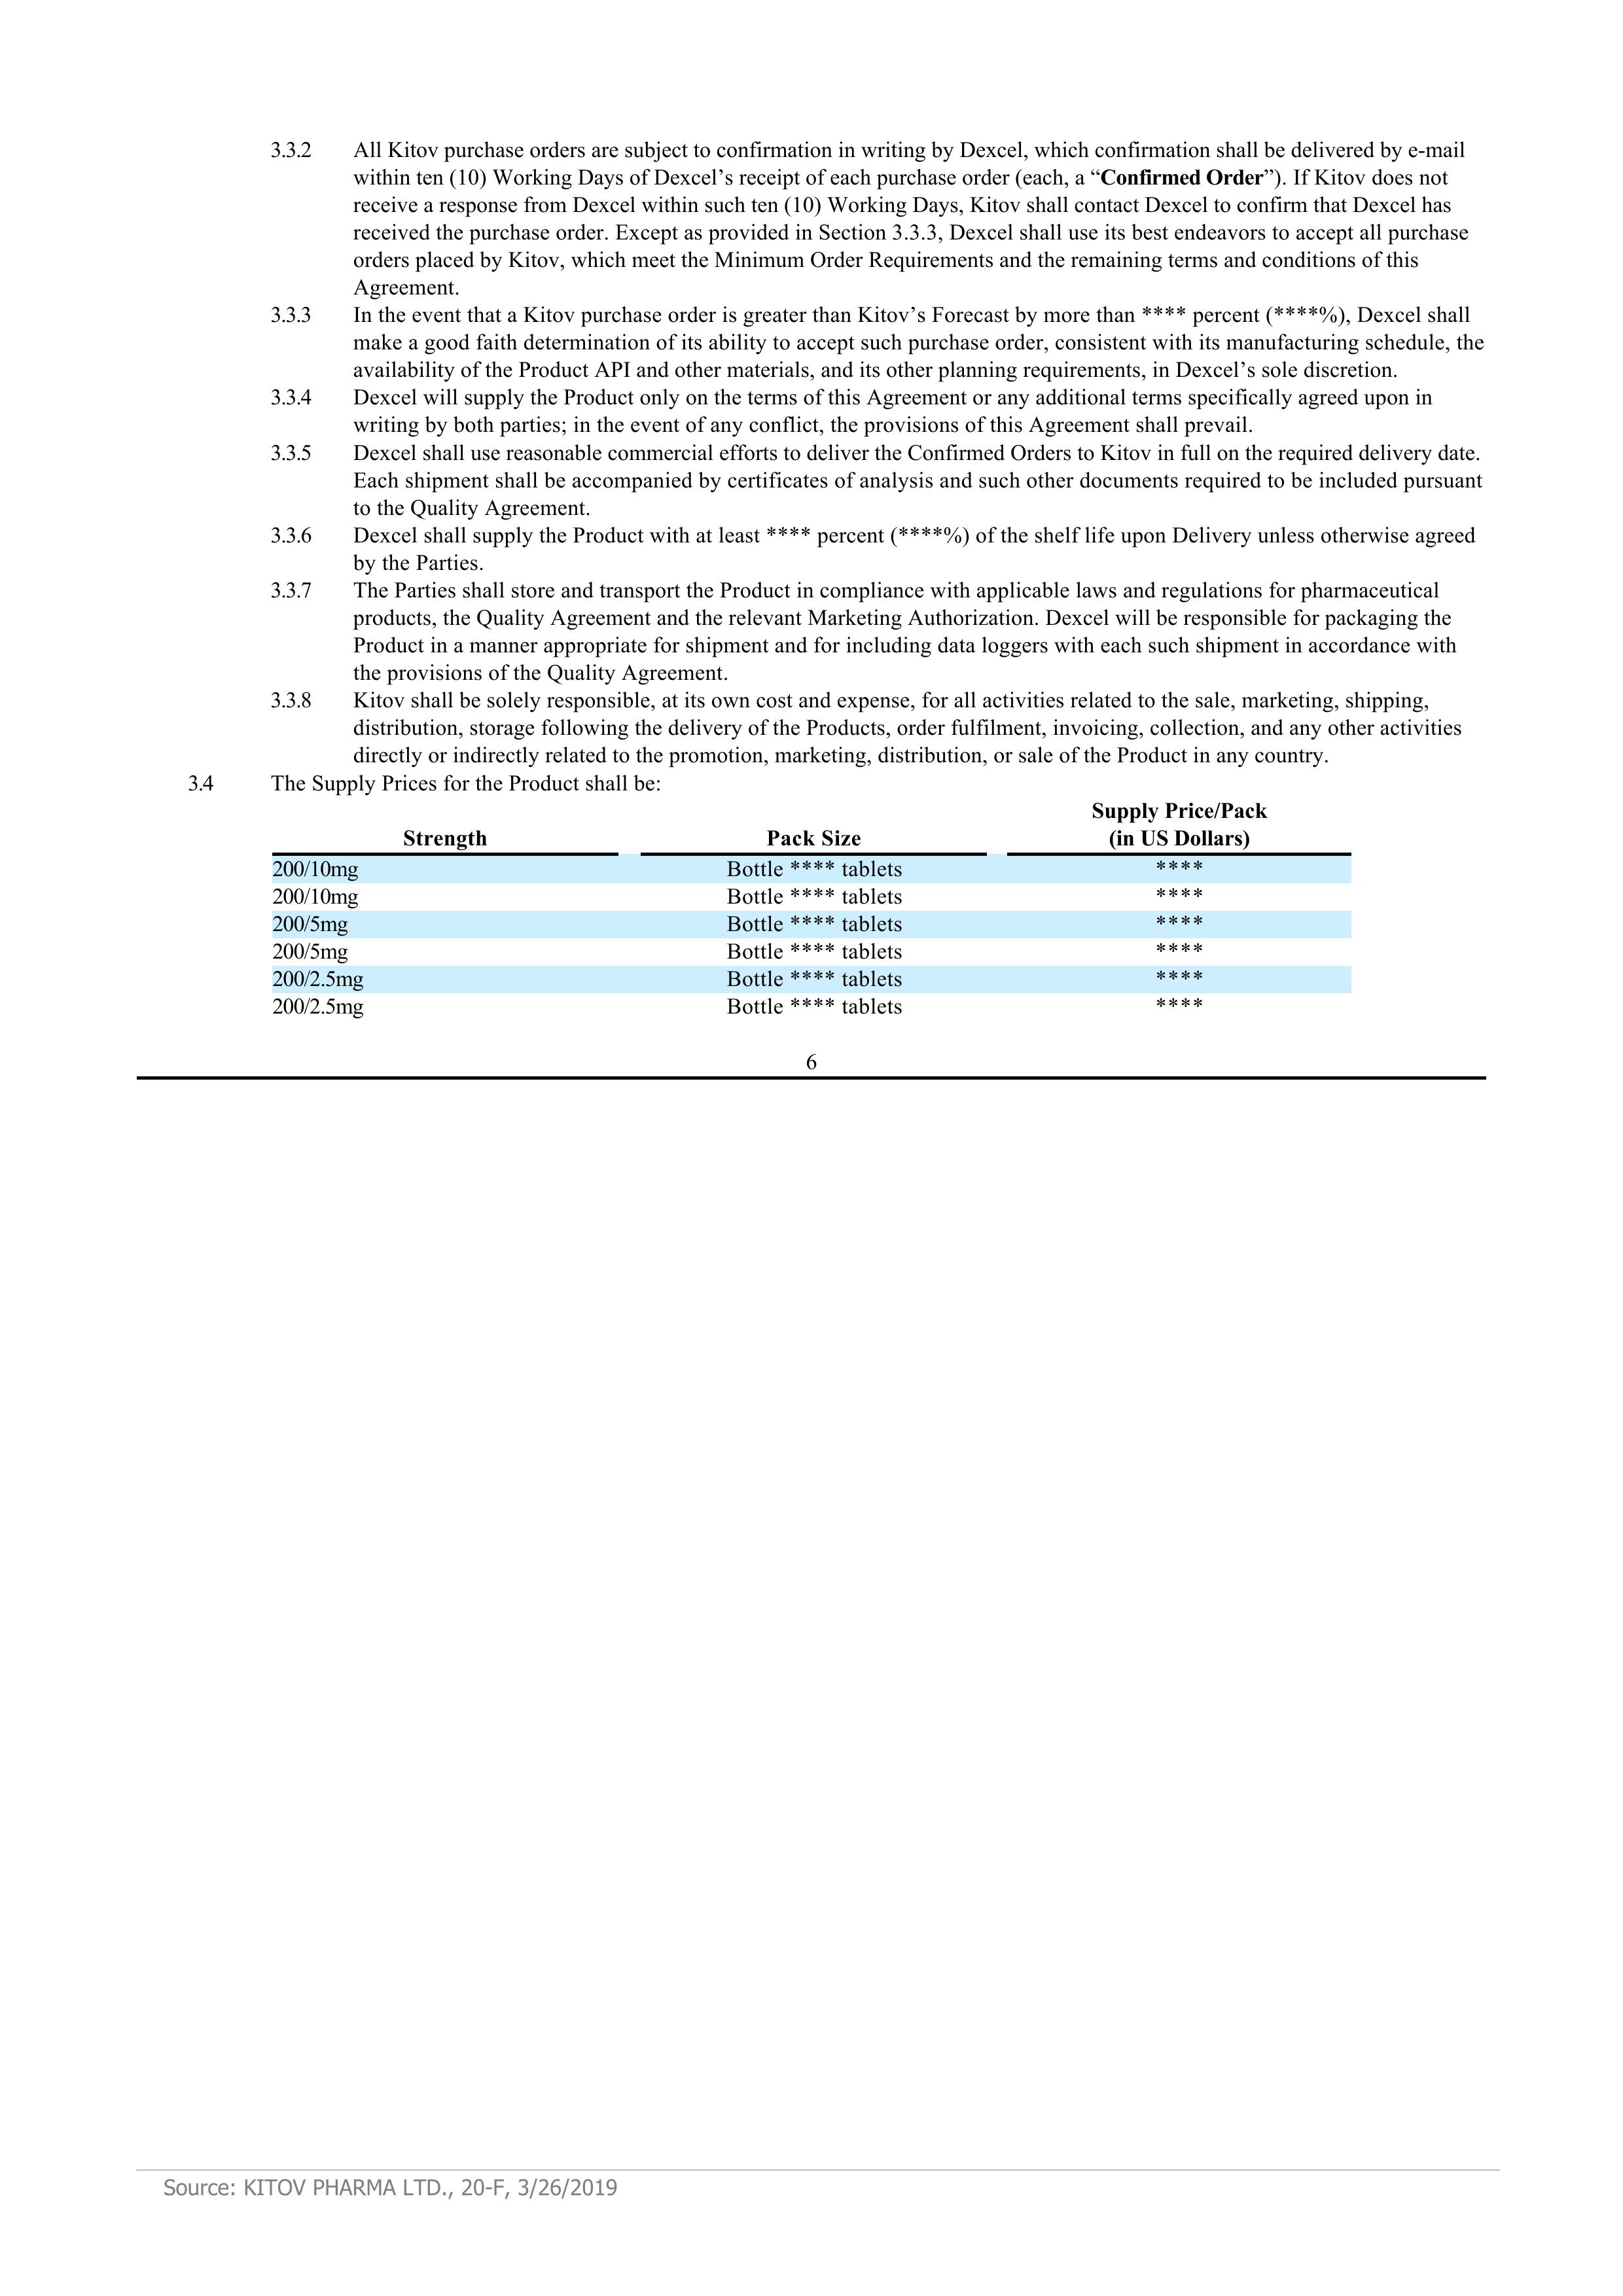 3.3.2 All Kitov purchase orders are subject to confirmation in writing by Dexcel, which confirmation shall be delivered by e-mail
within ten (10) Working Days of Dexcel’s receipt of each purchase order (each, a “Confirmed Order”). If Kitov does not
receive a response from Dexcel within such ten (10) Working Days, Kitov shall contact Dexcel to confirm that Dexcel has
received the purchase order. Except as provided in Section 3.3.3, Dexcel shall use its best endeavors to accept all purchase
orders placed by Kitov, which meet the Minimum Order Requirements and the remaining terms and conditions of this
Agreement.
3.3.3 In the event that a Kitov purchase order is greater than Kitov’s Forecast by more than **** percent (****%), Dexcel shall
make a good faith determination of its ability to accept such purchase order, consistent with its manufacturing schedule, the
availability of the Product API and other materials, and its other planning requirements, in Dexcel’s sole discretion.
3.3.4 Dexcel will supply the Product only on the terms of this Agreement or any additional terms specifically agreed upon in
writing by both parties; in the event of any conflict, the provisions of this Agreement shall prevail.
3.3.5 Dexcel shall use reasonable commercial efforts to deliver the Confirmed Orders to Kitov in full on the required delivery date.
Each shipment shall be accompanied by certificates of analysis and such other documents required to be included pursuant
to the Quality Agreement.
3.3.6 Dexcel shall supply the Product with at least **** percent (****%) of the shelf life upon Delivery unless otherwise agreed
by the Parties.
3.3.7 The Parties shall store and transport the Product in compliance with applicable laws and regulations for pharmaceutical
products, the Quality Agreement and the relevant Marketing Authorization. Dexcel will be responsible for packaging the
Product in a manner appropriate for shipment and for including data loggers with each such shipment in accordance with
the provisions of the Quality Agreement.
3.3.8 Kitov shall be solely responsible, at its own cost and expense, for all activities related to the sale, marketing, shipping,
distribution, storage following the delivery of the Products, order fulfilment, invoicing, collection, and any other activities
directly or indirectly related to the promotion, marketing, distribution, or sale of the Product in any country.
3.4 The Supply Prices for the Product shall be:
Supply Price/Pack
Strength Pack Size (in US Dollars)
200/10mg Bottle **** tablets ****
200/10mg Bottle **** tablets ****
200/5mg Bottle **** tablets ****
200/5mg Bottle **** tablets ****
200/2.5mg Bottle **** tablets ****
200/2.5mg Bottle **** tablets ****
6
Source: KITOV PHARMA LTD., 20-F, 3/26/2019